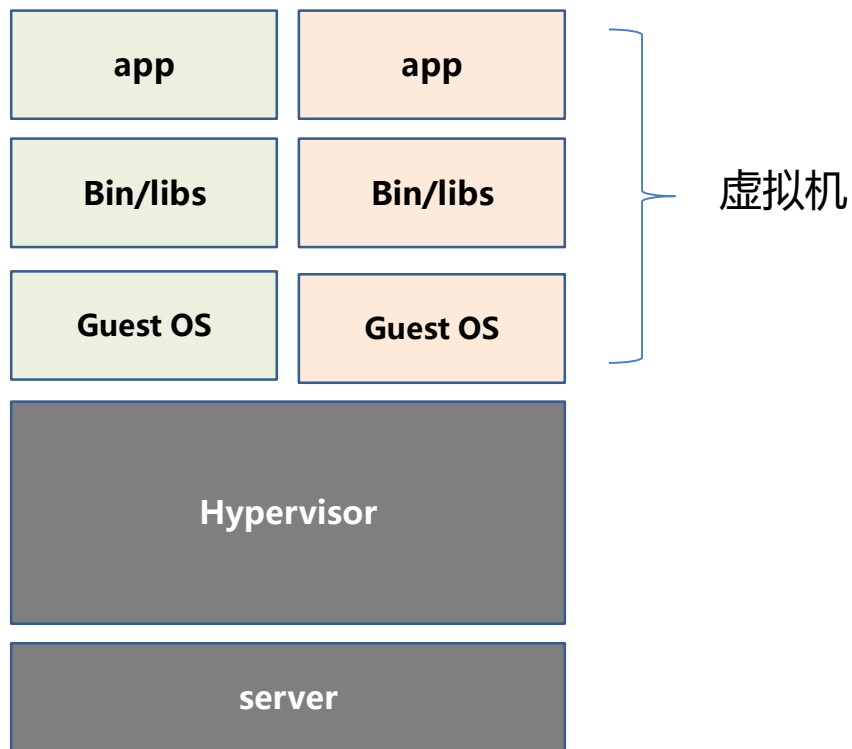 app
app
Bin/libs
Bin/libs
虚拟机
Guest OS
Guest OS
Hypervisor
server